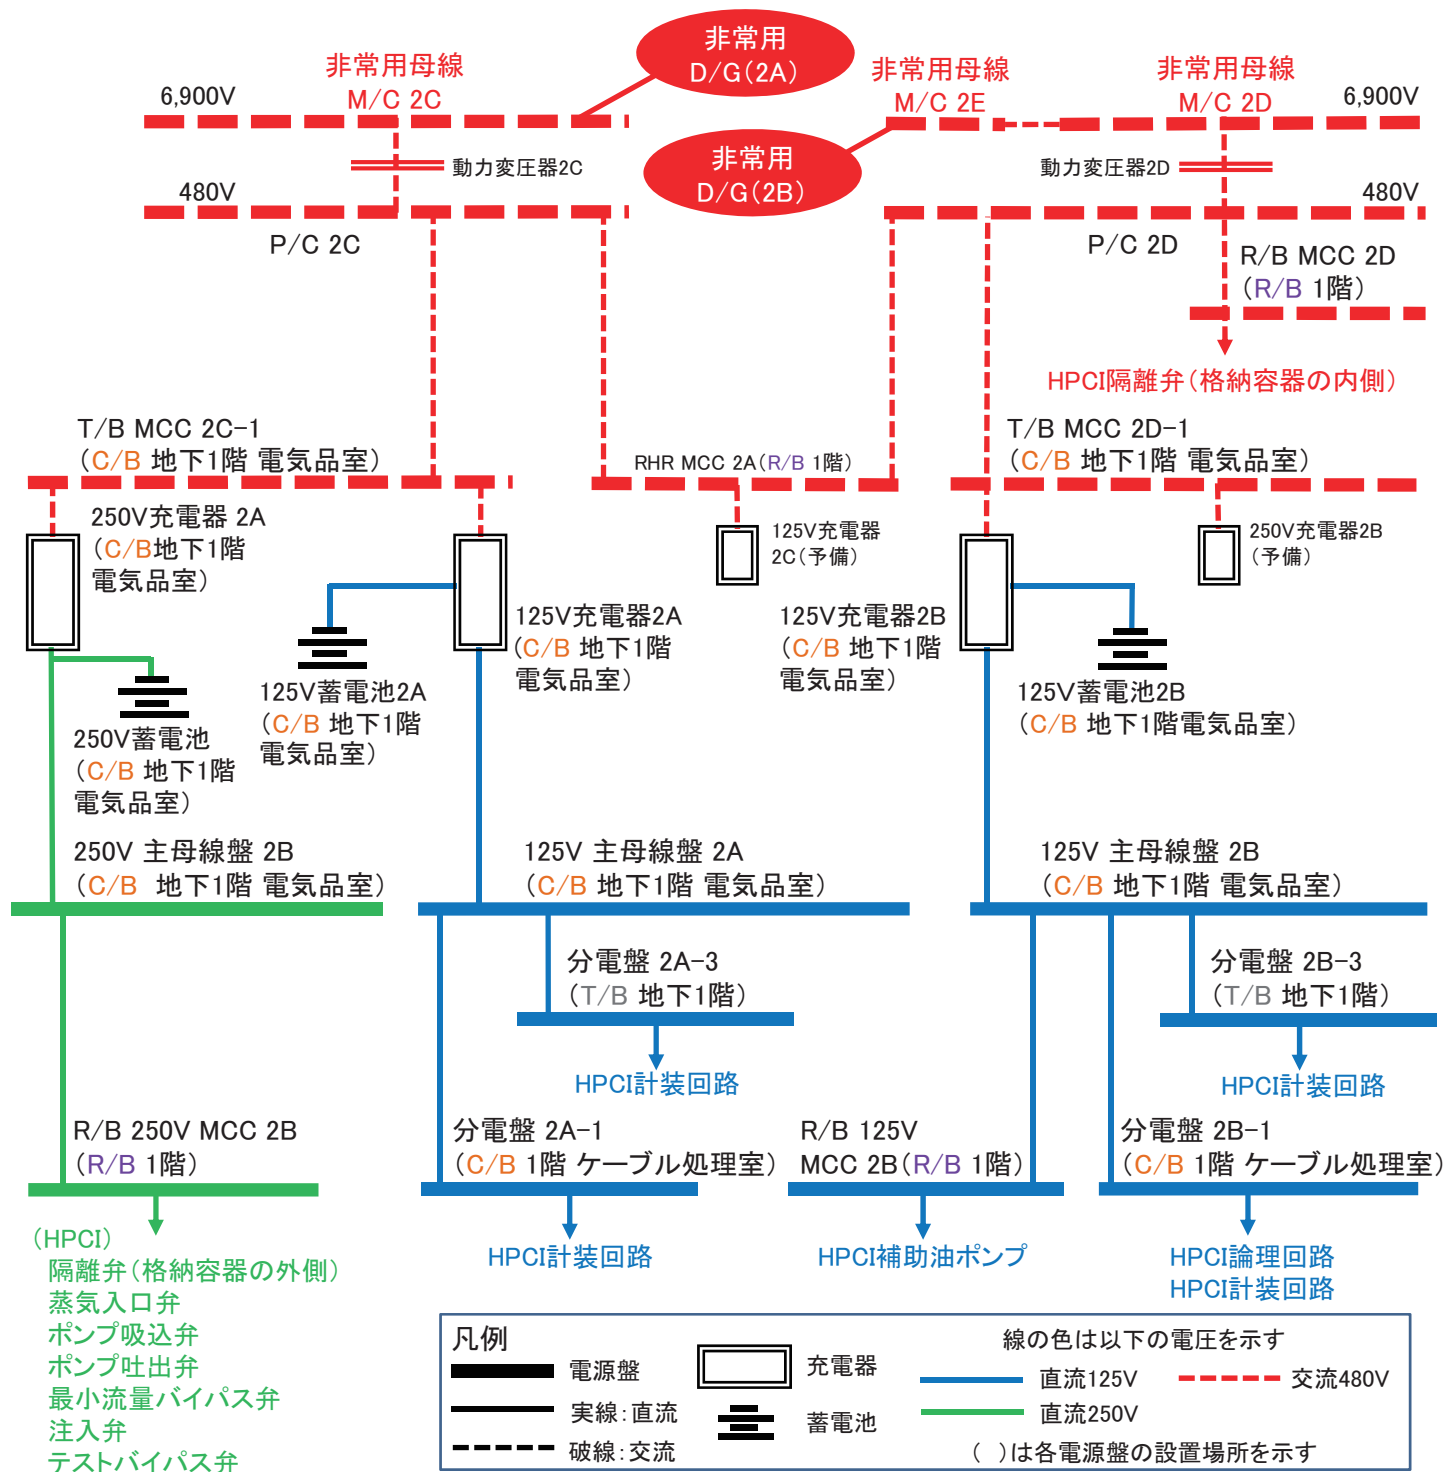 非常用
D/G(2A)
非常用母線
M/C 2C
非常用母線
M/C 2E
非常用母線
M/C 2D
6,900V
6,900V
非常用
D/G(2B)
動力変圧器2C
動力変圧器2D
480V
480V
P/C 2C
P/C 2D
R/B MCC 2D
(R/B 1階)
HPCI隔離弁(格納容器の内側)
T/B MCC 2C-1
(C/B 地下1階 電気品室)
RHR MCC 2A(R/B 1階)
T/B MCC 2D-1
(C/B 地下1階 電気品室)
250V充電器 2A
(C/B地下1階
電気品室)
125V充電器
2C(予備)
250V充電器2B
(予備)
125V充電器2A
(C/B 地下1階
電気品室)
125V充電器2B
(C/B 地下1階
電気品室)
125V蓄電池2A
(C/B 地下1階
電気品室)
125V蓄電池2B
(C/B 地下1階電気品室)
250V蓄電池
(C/B 地下1階
電気品室)
250V 主母線盤 2B
(C/B 地下1階 電気品室)
125V 主母線盤 2A
(C/B 地下1階 電気品室)
125V 主母線盤 2B
(C/B 地下1階 電気品室)
分電盤 2A-3
(T/B 地下1階)
HPCI計装回路
分電盤 2B-3
(T/B 地下1階)
HPCI計装回路
R/B 250V MCC 2B
(R/B 1階)
分電盤 2A-1
(C/B 1階 ケーブル処理室)
R/B 125V
MCC 2B(R/B 1階)
分電盤 2B-1
(C/B 1階 ケーブル処理室)
(HPCI)
隔離弁(格納容器の外側)
蒸気入口弁
ポンプ吸込弁
ポンプ吐出弁
最小流量バイパス弁
注入弁
テストバイパス弁
HPCI計装回路
HPCI補助油ポンプ
HPCI論理回路
HPCI計装回路
凡例
電源盤
実線:直流
破線:交流
充電器
蓄電池
線の色は以下の電圧を示す
直流125V
交流480V
直流250V
( )は各電源盤の設置場所を示す